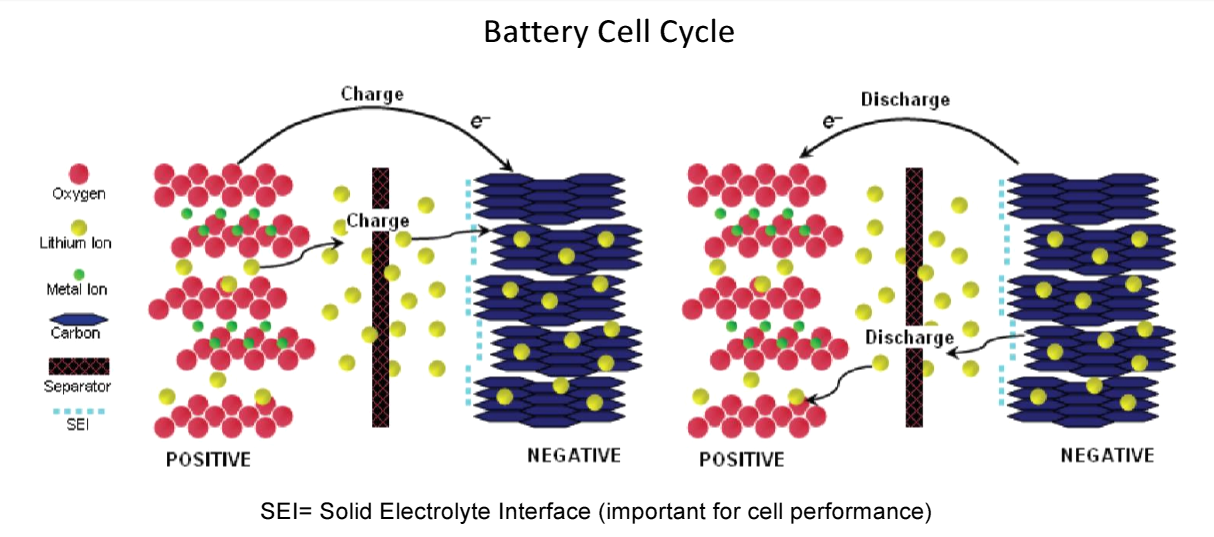 Battery Cell Cycle
Charge
e–
Discharge
e–
Oxygen
Lithium Ion
Metal Ion
Carbon
Separator
SEI
Charge
Discharge
POSITIVE
NEGATIVE
POSITIVE
NEGATIVE
SEI= Solid Electrolyte Interface (important for cell performance)